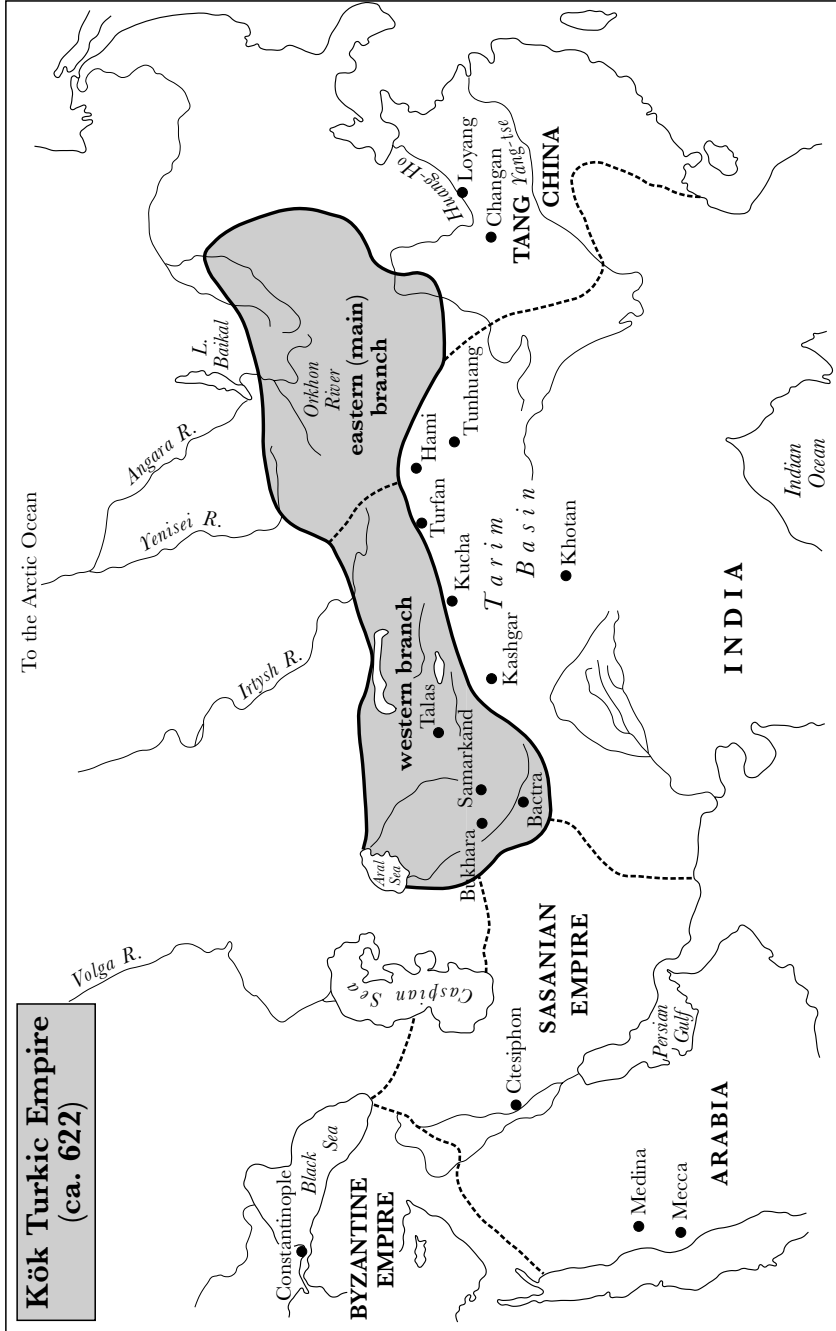 Kök Turkic Empire
(ca. 622)
To the Arctic Ocean
Volga R.
Irtysh R.
Yenisei R.
Angara R.
L.
Baikal
Orkhon
River
eastern (main)
branch
western branch
Talas
Aral
Sea
Caspian
Sea
Black
Sea
Constantinople
BYZANTINE
EMPIRE
Bukhara
Samarkand
Bactra
Kashgar
Kucha
Turfan
Hami
Tunhuang
Tarim
Basin
Khotan
Huang-Ho
Loyang
Changan
TANG
Yang-tse
CHINA
SASANIAN
EMPIRE
Ctesiphon
Persian
Gulf
Medina
Mecca
ARABIA
INDIA
Indian
Ocean